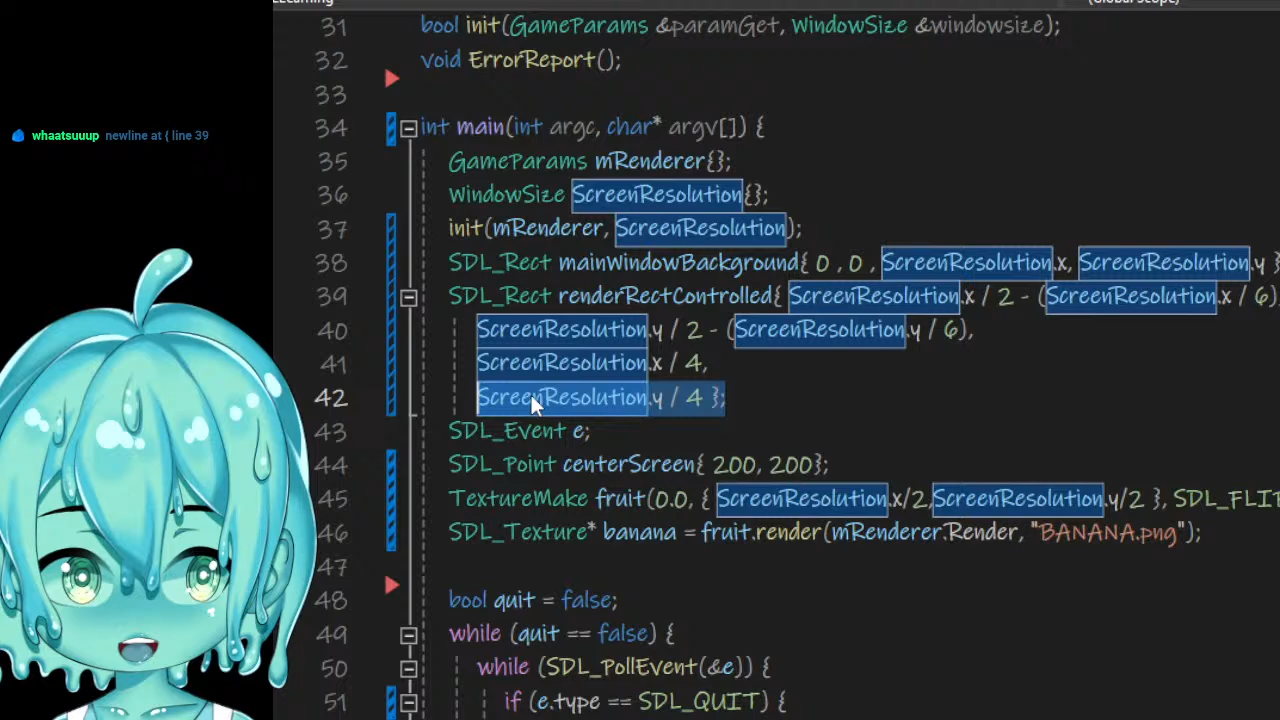 (Global Scope)
31 bool init(GameParams &paramGet, WindowSize &windowsize);
32 void ErrorReport();
33
whaatsuuup newline at { line 39
34 int main(int argc, char* argv[]) {
35 GameParams mRenderer{};
36 WindowSize ScreenResolution{};
37 init(mRenderer, ScreenResolution);
38 SDL_Rect mainWindowBackground{ 0 , 0 , ScreenResolution.x, ScreenResolution.y }
39 SDL_Rect renderRectControlled{ ScreenResolution.x / 2 - (ScreenResolution.x / 6)
40 ScreenResolution.y / 2 - (ScreenResolution.y / 6),
41 ScreenResolution.x / 4,
42 ScreenResolution.y / 4 };
43 SDL_Event e;
44 SDL_Point centerScreen{ 200, 200};
45 TextureMake fruit(0.0, { ScreenResolution.x/2,ScreenResolution.y/2 }, SDL_FLI
46 SDL_Texture* banana = fruit.render(mRenderer.Render, "BANANA.png");
47
48 bool quit = false;
49 while (quit == false) {
50 while (SDL_PollEvent(&e)) {
51 if (e.type == SDL_QUIT) {